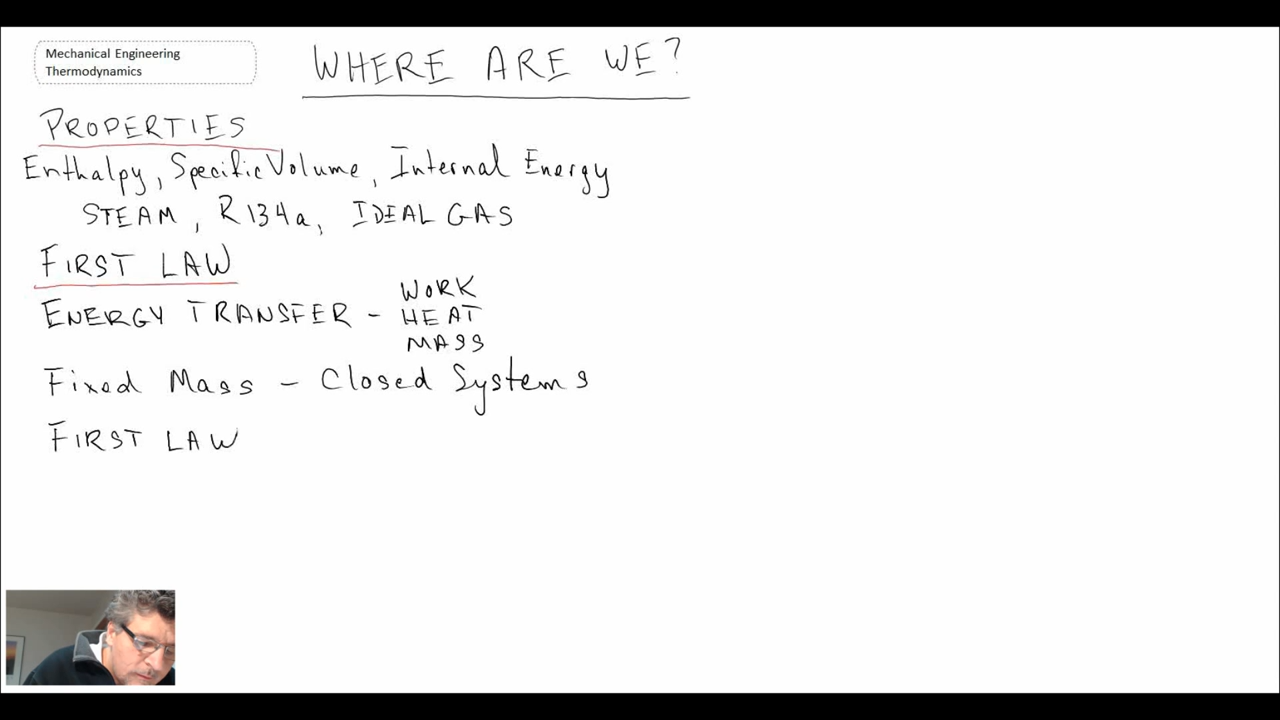 Mechanical Engineering
Thermodynamics
WHERE ARE WE?
PROPERTIES
Enthalpy, Specific Volume, Internal Energy
STEAM, R134a, IDEAL GAS
FIRST LAW
WORK
ENERGY TRANSFER - HEAT
MASS
Fixed Mass - Closed Systems
FIRST LAW